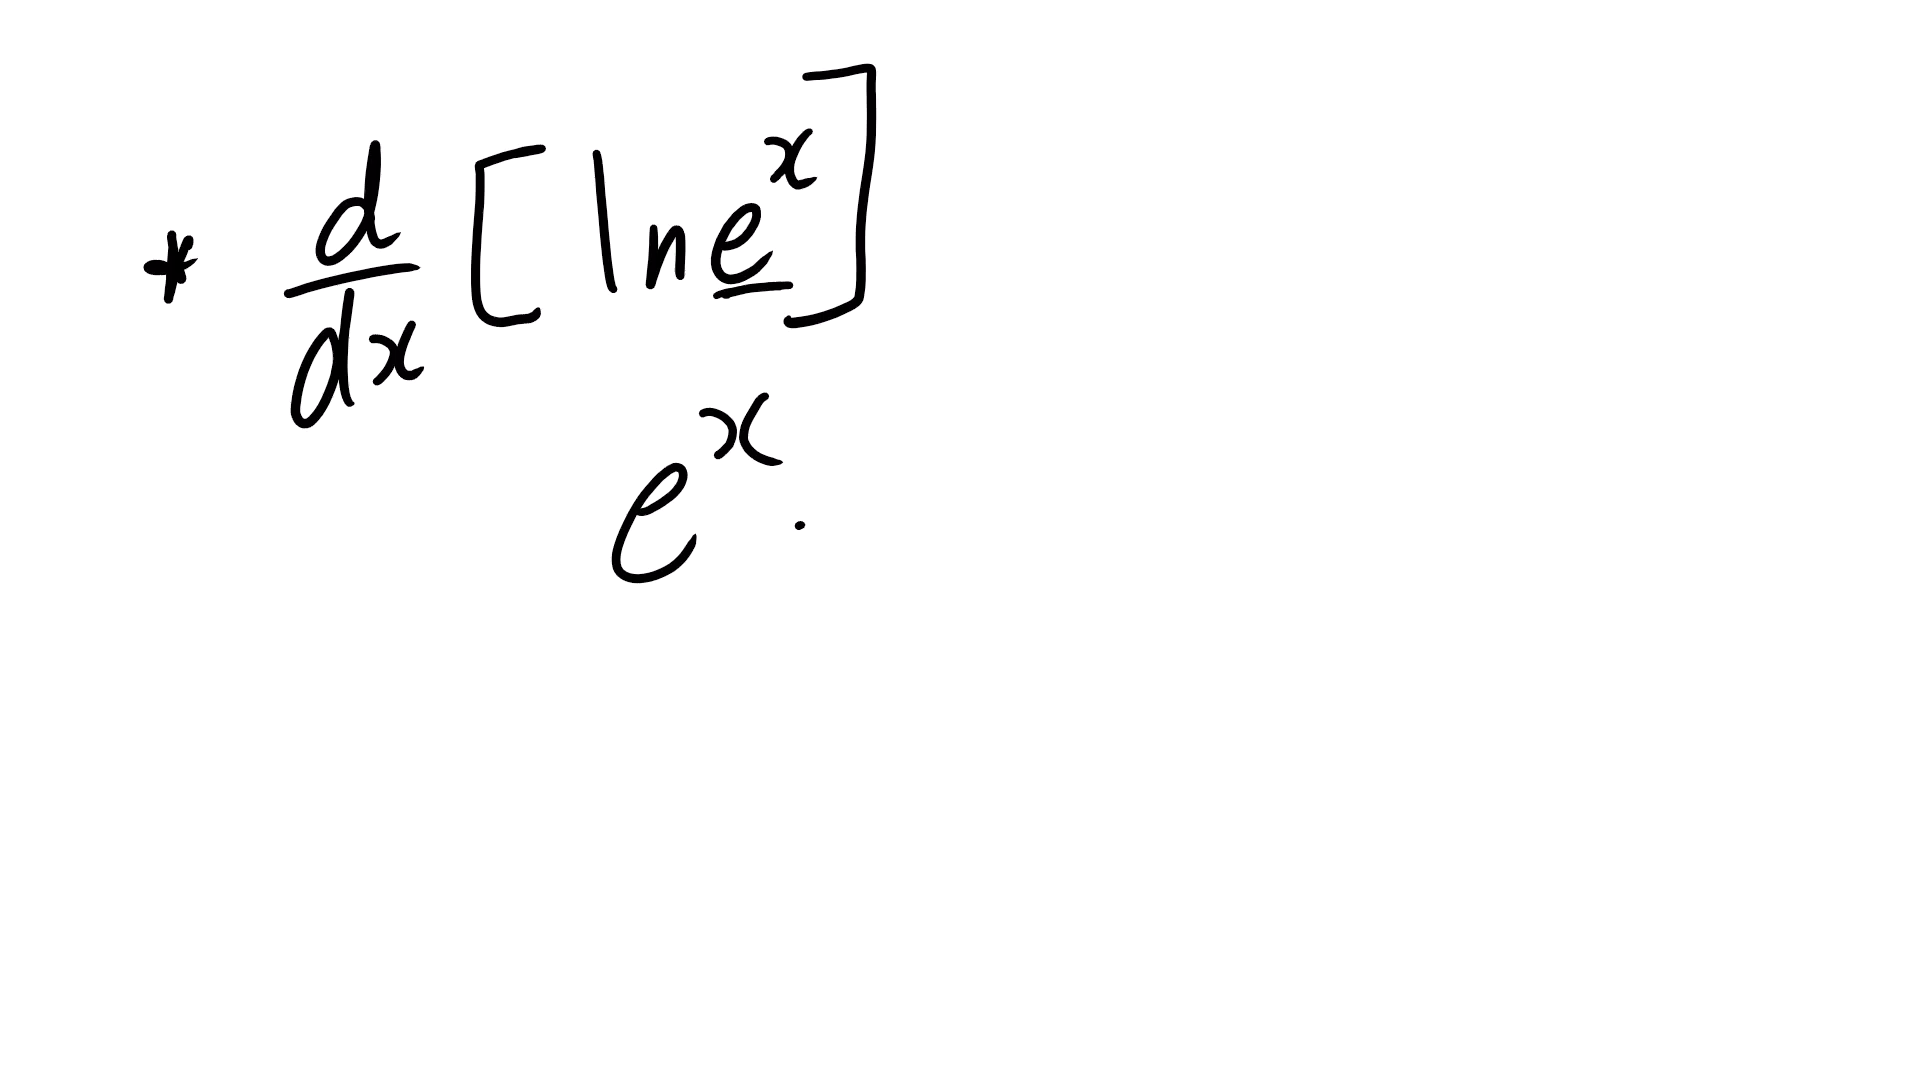 * d/dx [ln e^x]
e^x .